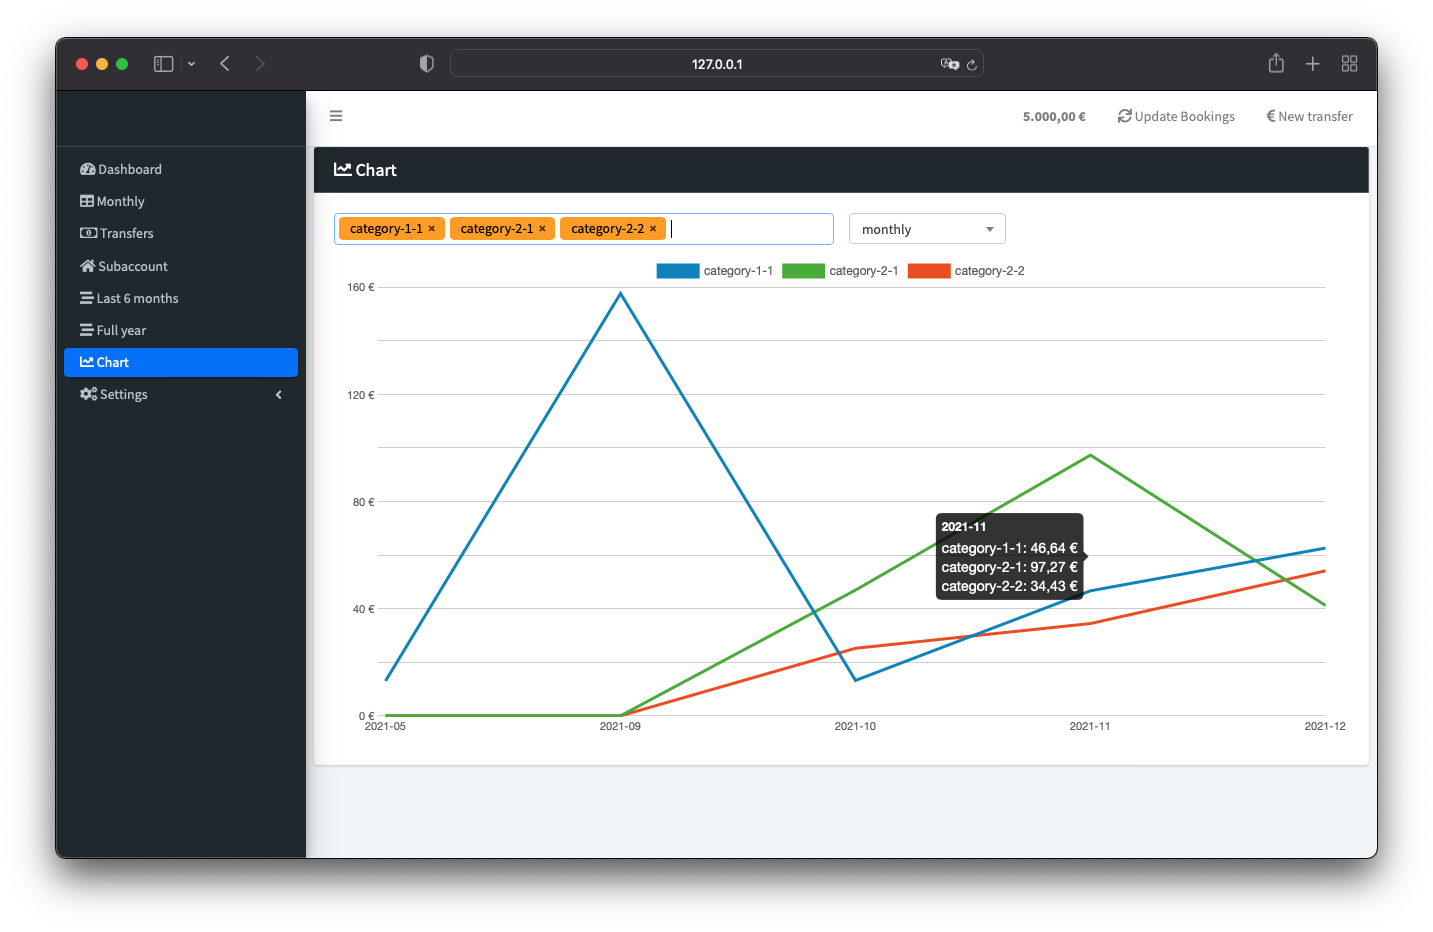 127.0.0.1
5.000,00 € Update Bookings € New transfer
Dashboard
Monthly
Transfers
Subaccount
Last 6 months
Full year
Chart
Settings
Chart
category-1-1 × category-2-1 × category-2-2 ×
monthly
category-1-1 category-2-1 category-2-2
160 €
120 €
80 €
40 €
0 €
2021-11
category-1-1: 46,64 €
category-2-1: 97,27 €
category-2-2: 34,43 €
2021-05 2021-09 2021-10 2021-11 2021-12